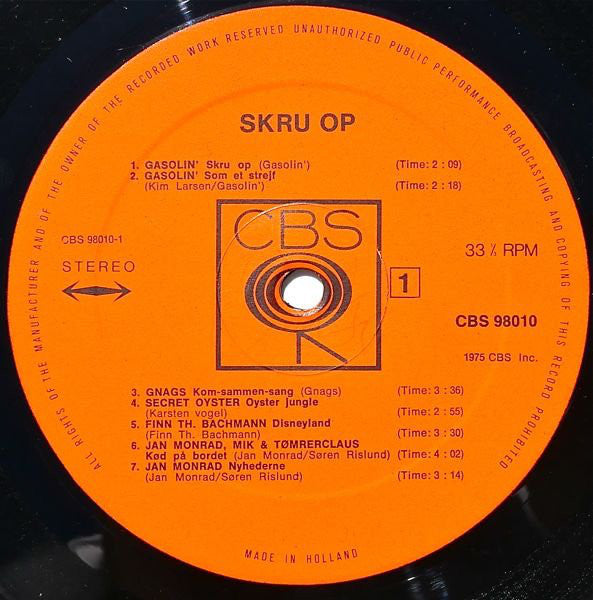 ALL RIGHTS OF THE MANUFACTURER AND OF THE OWNER OF THE RECORDED WORK RESERVED UNAUTHORIZED PUBLIC PERFORMANCE BROADCASTING AND COPYING OF THIS RECORD PROHIBITED
SKRU OP
1. GASOLIN' Skru op (Gasolin') (Time: 2 : 09)
2. GASOLIN' Som et strejf
(Kim Larsen/Gasolin') (Time: 2 : 18)
CBS
CBS 98010-1
STEREO
33 ⅓ RPM
1
CBS 98010
1975 CBS Inc.
3. GNAGS Kom-sammen-sang (Gnags) (Time: 3 : 36)
4. SECRET OYSTER Oyster jungle
(Karsten vogel) (Time: 2 : 55)
5. FINN TH. BACHMANN Disneyland
(Finn Th. Bachmann) (Time: 3 : 30)
6. JAN MONRAD, MIK & TØMRERCLAUS
Kød på bordet (Jan Monrad/Søren Rislund) (Time: 4 : 02)
7. JAN MONRAD Nyhederne
(Jan Monrad/Søren Rislund) (Time: 3 : 14)
MADE IN HOLLAND